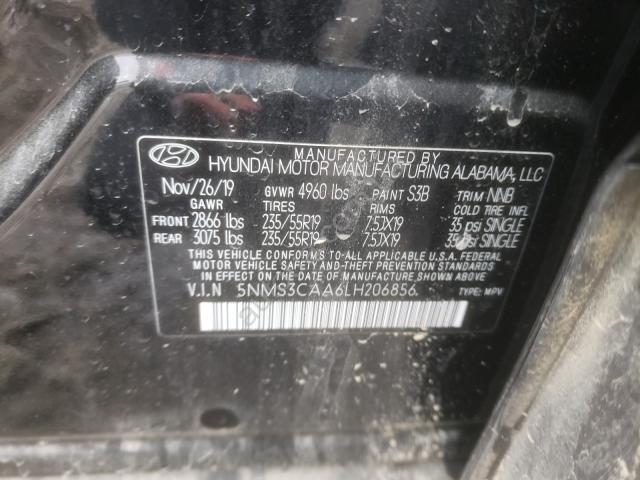 MANUFACTURED BY
HYUNDAI MOTOR MANUFACTURING ALABAMA, LLC
Nov/26/19 GVWR 4960 lbs PAINT S3B TRIM NNB
GAWR TIRES RIMS COLD TIRE INFL
FRONT 2866 lbs 235/55R19 7.5JX19 35 psi SINGLE
REAR 3075 lbs 235/55R19 7.5JX19 35 psi SINGLE
THIS VEHICLE CONFORMS TO ALL APPLICABLE U.S.A. FEDERAL
MOTOR VEHICLE SAFETY AND THEFT PREVENTION
STANDARDS IN EFFECT ON THE DATE OF MANUFACTURE SHOWN ABOVE.
V.I.N 5NMS3CAA6LH206856 TYPE: MPV